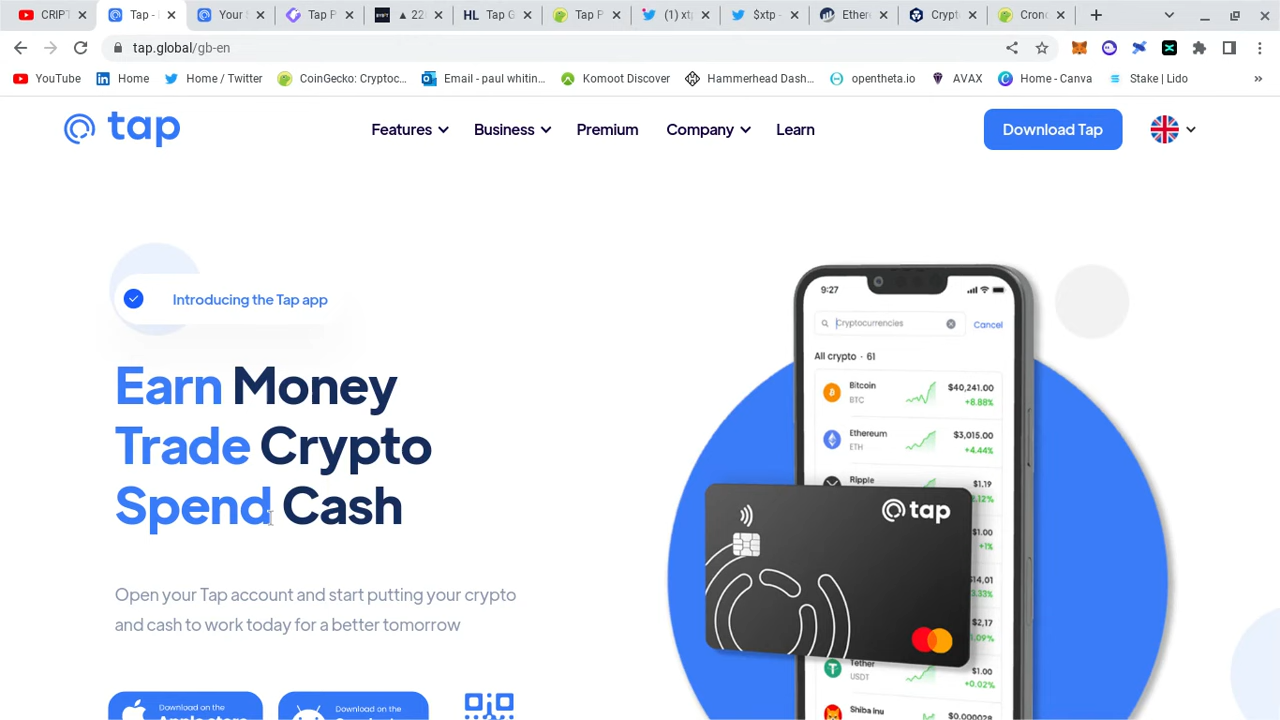 CRIPT
Tap -
Your S
Tap P
▲ 22
HL Tap G
Tap P
(1) xtp
$xtp -
Ethere
Crypt
Cronc
tap.global/gb-en
YouTube
Home
Home / Twitter
CoinGecko: Cryptoc...
Email - paul whitin...
Komoot Discover
Hammerhead Dash...
opentheta.io
AVAX
Home - Canva
Stake | Lido
»
tap
Features
Business
Premium
Company
Learn
Download Tap
Introducing the Tap app
Earn Money
Trade Crypto
Spend Cash
Open your Tap account and start putting your crypto
and cash to work today for a better tomorrow
Download on the
Download on the
9:27
Cryptocurrencies
Cancel
All crypto · 61
Bitcoin
$40,241.00
BTC
+8.88%
Ethereum
$3,015.00
ETH
+4.44%
Ripple
$1,19
tap
$1.00
+1%
$14,01
$2,17
Tether
$1.00
USDT
+0.02%
Shiba Inu
$0.000028